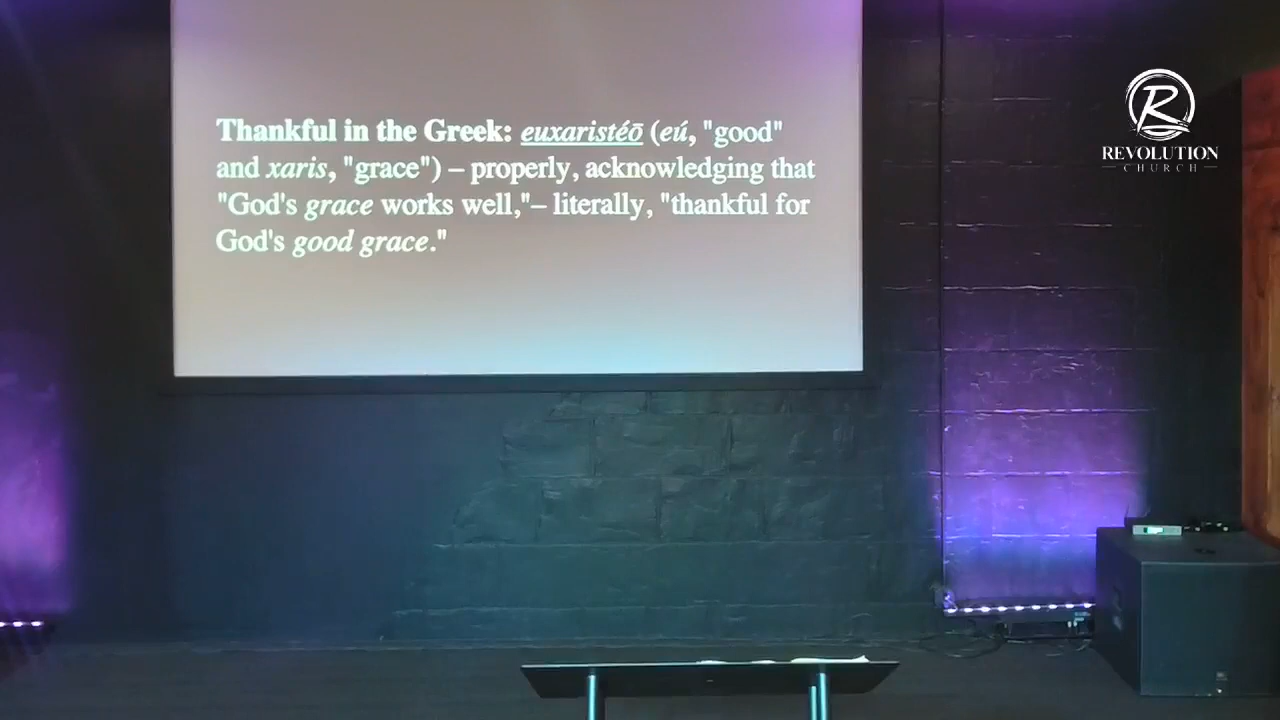 Thankful in the Greek: euxaristéō (eú, "good"
and xaris, "grace") – properly, acknowledging that
"God's grace works well,"– literally, "thankful for
God's good grace."
R
REVOLUTION
CHURCH